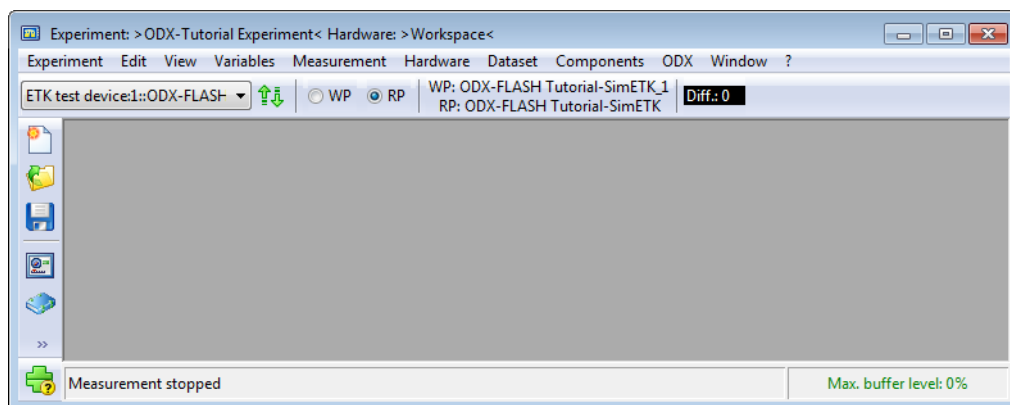 Experiment: >ODX-Tutorial Experiment< Hardware: >Workspace<
Experiment Edit View Variables Measurement Hardware Dataset Components ODX Window ?
ETK test device:1::ODX-FLASH WP RP WP: ODX-FLASH Tutorial-SimETK_1 Diff.: 0
RP: ODX-FLASH Tutorial-SimETK
Measurement stopped Max. buffer level: 0%